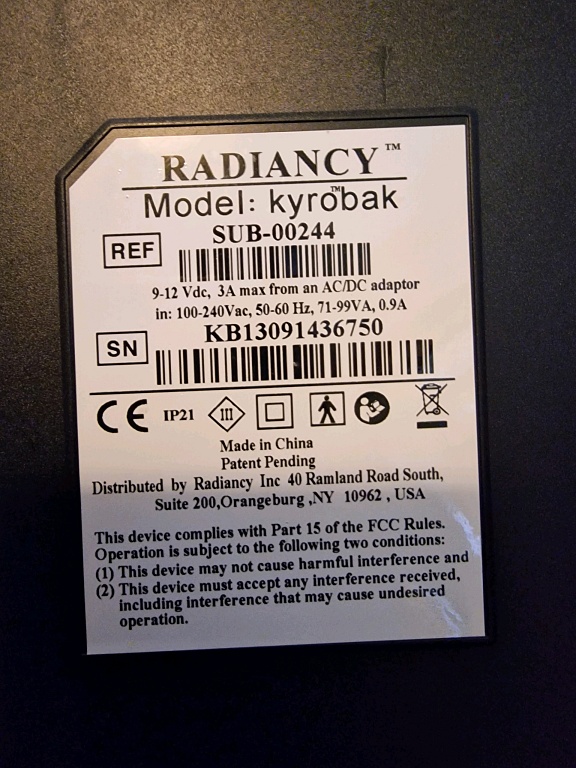 RADIANCY™
Model: kyrobak™
SUB-00244
REF
9-12 Vdc, 3A max from an AC/DC adaptor
in: 100-240Vac, 50-60 Hz, 71-99VA, 0.9A
KB13091436750
SN
CE IP21 III
Made in China
Patent Pending
Distributed by Radiancy Inc 40 Ramland Road South,
Suite 200,Orangeburg ,NY 10962 , USA
This device complies with Part 15 of the FCC Rules.
Operation is subject to the following two conditions:
(1) This device may not cause harmful interference and
(2) This device must accept any interference received,
including interference that may cause undesired
operation.